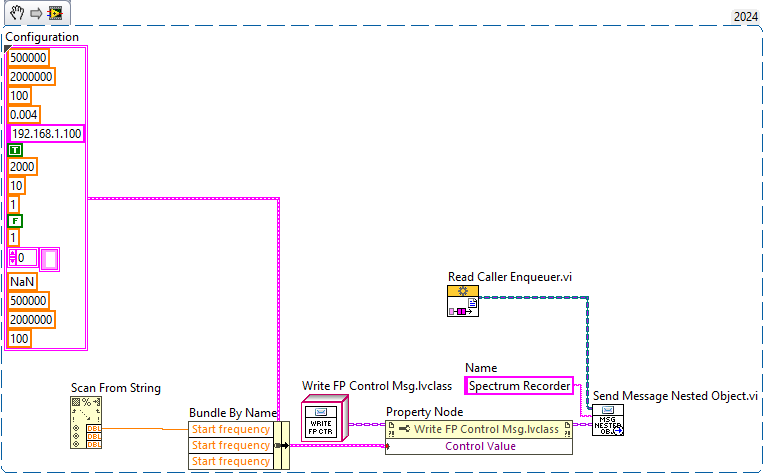 2024
Configuration
500000
2000000
100
0.004
192.168.1.100
T
2000
10
1
F
1
0
NaN
500000
2000000
100
Read Caller Enqueuer.vi
Name
Spectrum Recorder
Scan From String
%
DBL
DBL
DBL
Bundle By Name
Start frequency
Start frequency
Start frequency
Write FP Control Msg.lvclass
WRITE
FP CTR
Property Node
Write FP Control Msg.lvclass
Control Value
Send Message Nested Object.vi
MSG
NESTED
OBJ.